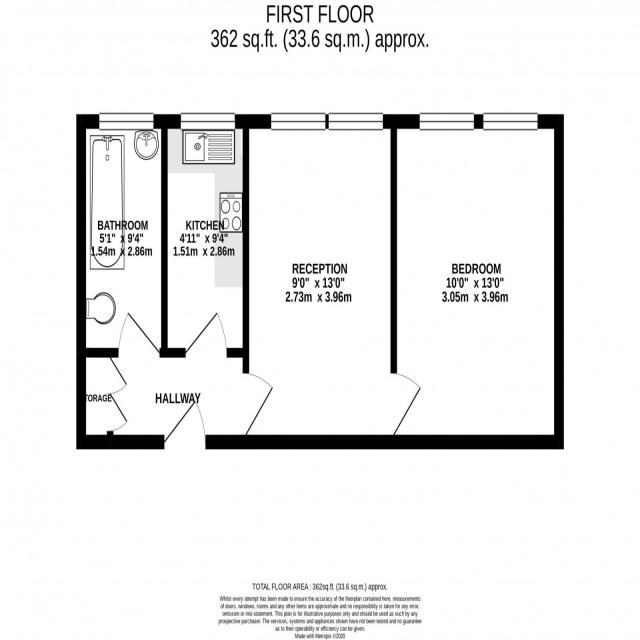 FIRST FLOOR
362 sq.ft. (33.6 sq.m.) approx.
BATHROOM
5'1" x 9'4"
1.54m x 2.86m
KITCHEN
4'11" x 9'4"
1.51m x 2.86m
RECEPTION
9'0" x 13'0"
2.73m x 3.96m
BEDROOM
10'0" x 13'0"
3.05m x 3.96m
TORAGE
HALLWAY
TOTAL FLOOR AREA : 362sq.ft. (33.6 sq.m.) approx.
Whilst every attempt has been made to ensure the accuracy of the floorplan contained here, measurements
of doors, windows, rooms and any other items are approximate and no responsibility is taken for any error,
omission or mis-statement. This plan is for illustrative purposes only and should be used as such by any
prospective purchaser. The services, systems and appliances shown have not been tested and no guarantee
as to their operability or efficiency can be given.
Made with Metropix ©2020